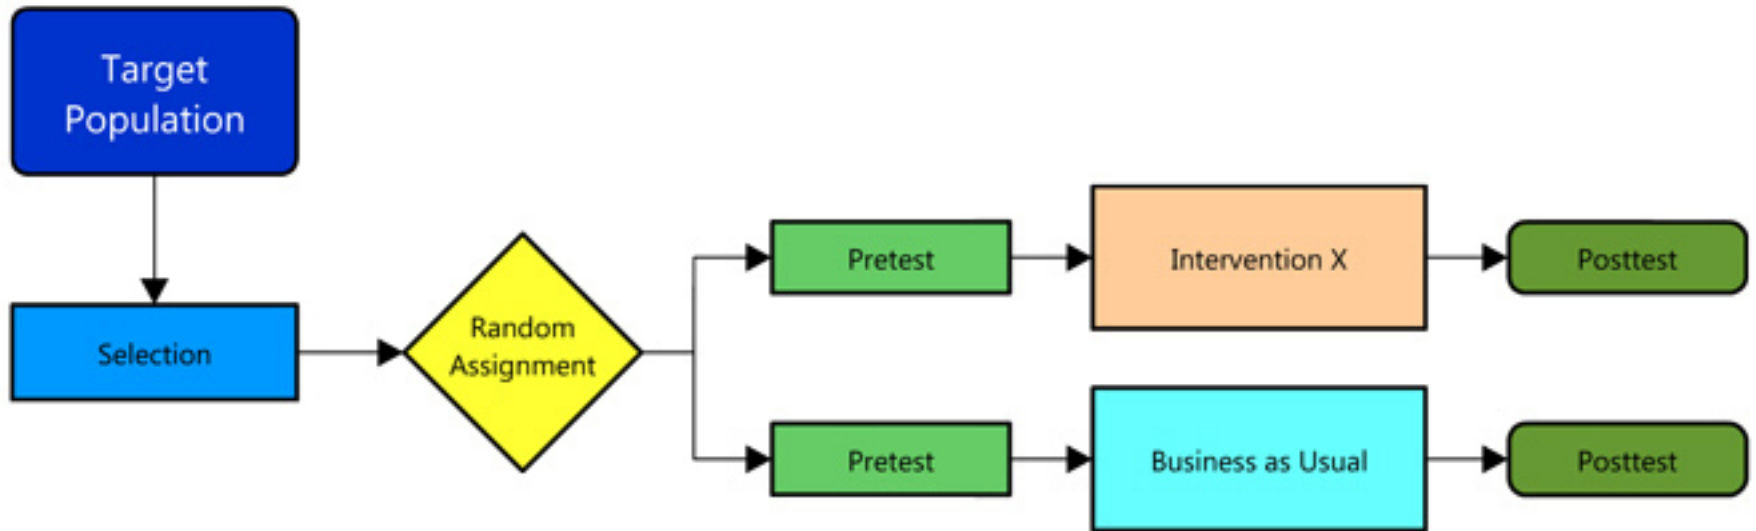 Target
Population
Selection
Random
Assignment
Pretest
Intervention X
Posttest
Pretest
Business as Usual
Posttest